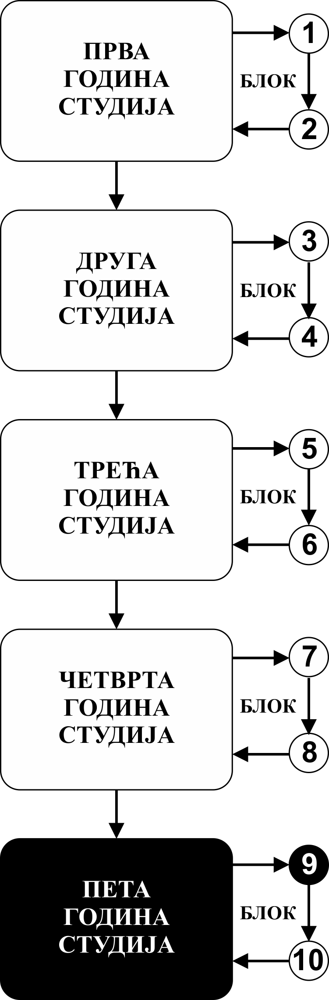 ПРВА
ГОДИНА
СТУДИЈА
1
БЛОК
2
ДРУГА
ГОДИНА
СТУДИЈА
3
БЛОК
4
ТРЕЋА
ГОДИНА
СТУДИЈА
5
БЛОК
6
ЧЕТВРТА
ГОДИНА
СТУДИЈА
7
БЛОК
8
ПЕТА
ГОДИНА
СТУДИЈА
9
БЛОК
10